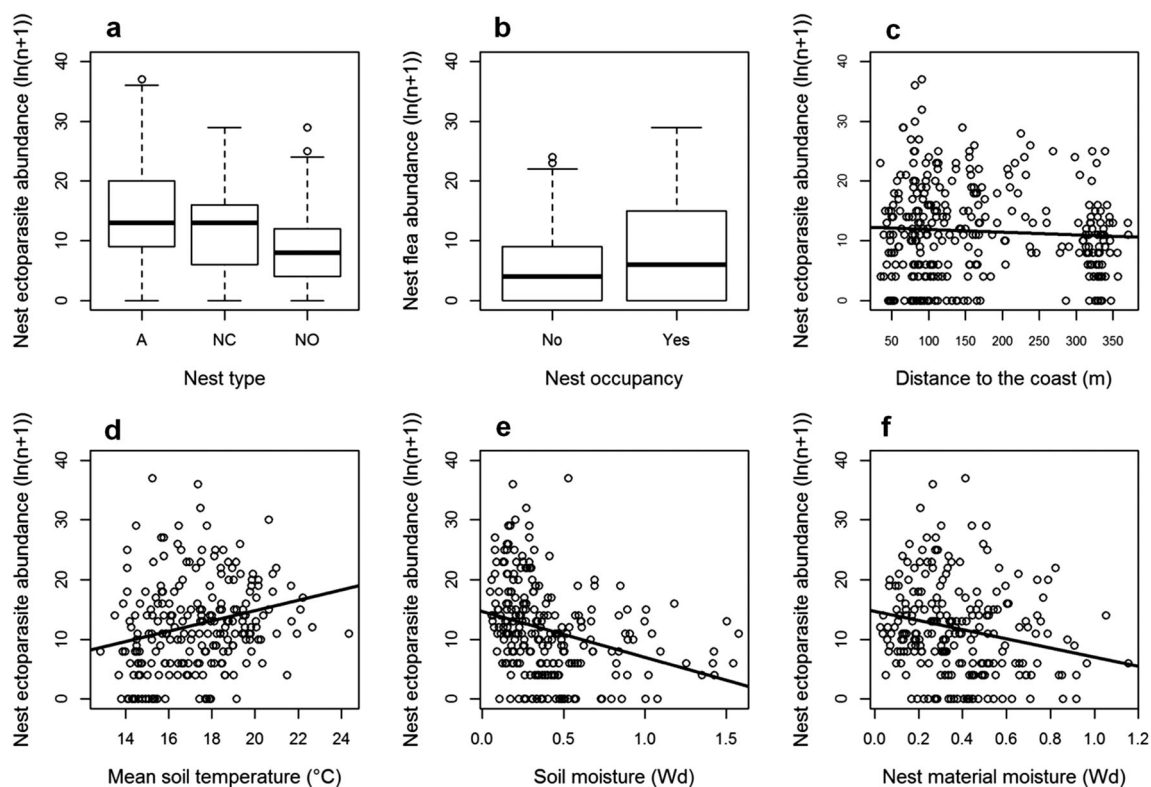 a
Nest ectoparasite abundance (ln(n+1))
40
30
20
10
0
A NC NO
Nest type
b
Nest flea abundance (ln(n+1))
40
30
20
10
0
No Yes
Nest occupancy
c
Nest ectoparasite abundance (ln(n+1))
40
30
20
10
0
50 100 150 200 250 300 350
Distance to the coast (m)
d
Nest ectoparasite abundance (ln(n+1))
40
30
20
10
0
14 16 18 20 22 24
Mean soil temperature (°C)
e
Nest ectoparasite abundance (ln(n+1))
40
30
20
10
0
0.0 0.5 1.0 1.5
Soil moisture (Wd)
f
Nest ectoparasite abundance (ln(n+1))
40
30
20
10
0
0.0 0.2 0.4 0.6 0.8 1.0 1.2
Nest material moisture (Wd)